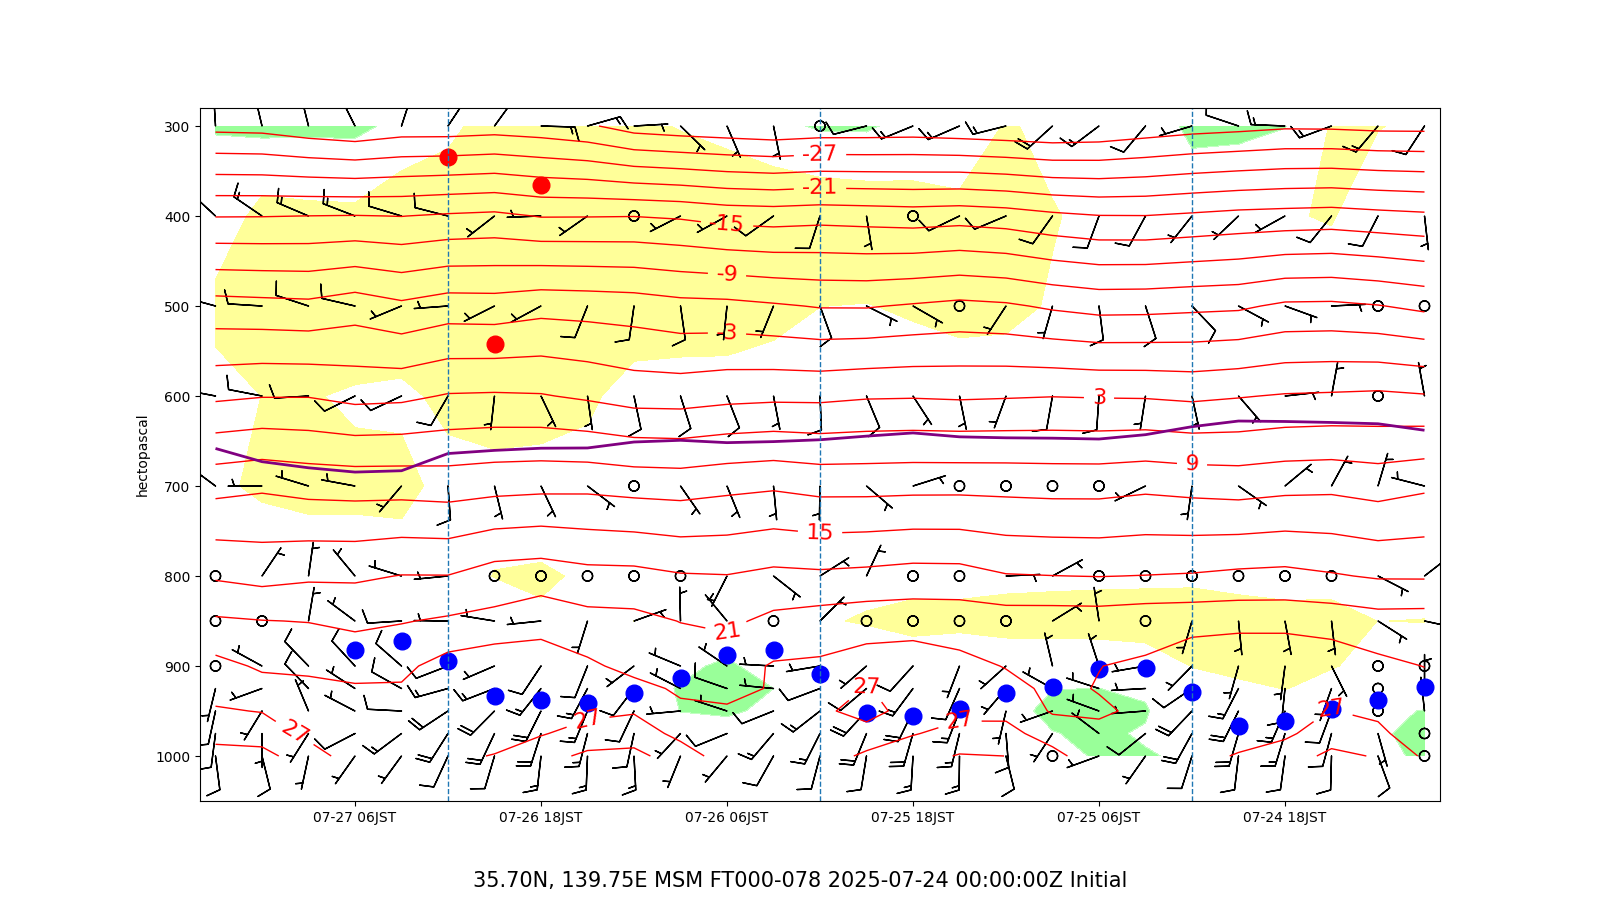 300
400
500
600
700
800
900
1000
hectopascal
-27
-21
-15
-9
-3
3
9
15
21
27
27
27
27
27
07-27 06JST
07-26 18JST
07-26 06JST
07-25 18JST
07-25 06JST
07-24 18JST
35.70N, 139.75E MSM FT000-078 2025-07-24 00:00:00Z Initial